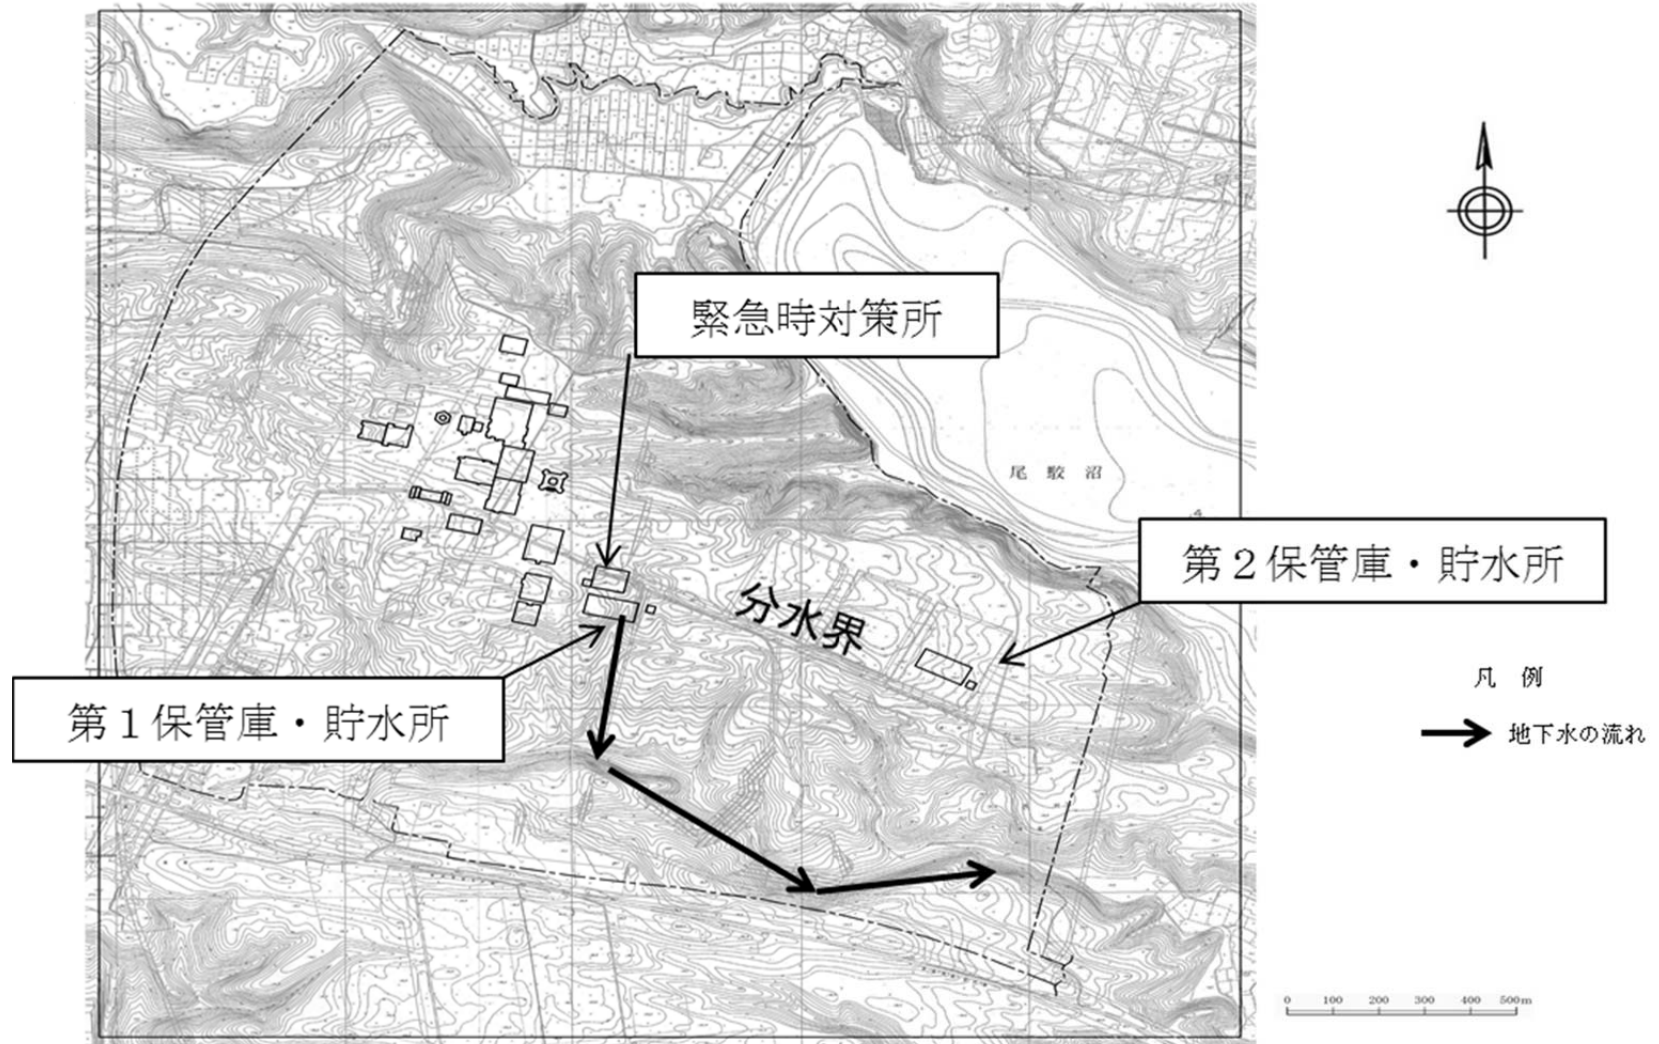 緊急時対策所
尾駮沼
4
第２保管庫・貯水所
分水界
第１保管庫・貯水所
凡 例
地下水の流れ
0 100 200 300 400 500m